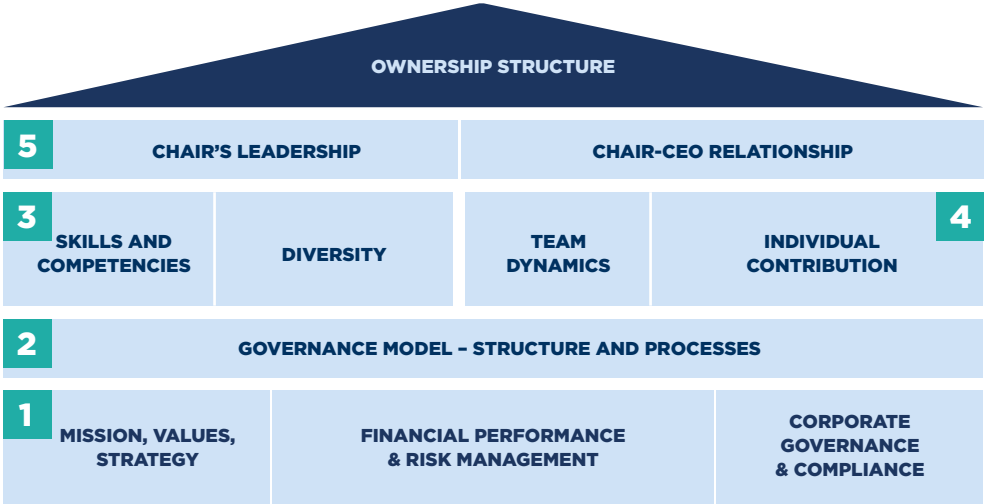 OWNERSHIP STRUCTURE
5
CHAIR'S LEADERSHIP
CHAIR-CEO RELATIONSHIP
3
SKILLS AND
COMPETENCIES
DIVERSITY
TEAM
DYNAMICS
4
INDIVIDUAL
CONTRIBUTION
2
GOVERNANCE MODEL – STRUCTURE AND PROCESSES
1
MISSION, VALUES,
STRATEGY
FINANCIAL PERFORMANCE
& RISK MANAGEMENT
CORPORATE
GOVERNANCE
& COMPLIANCE